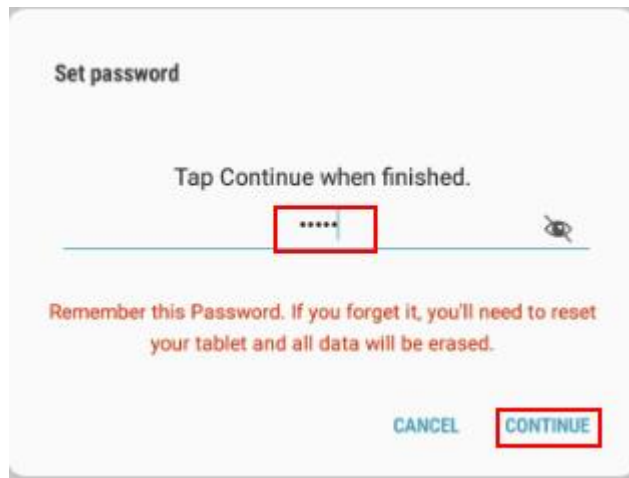 Set password
Tap Continue when finished.
•••••
Remember this Password. If you forget it, you'll need to reset
your tablet and all data will be erased.
CANCEL CONTINUE